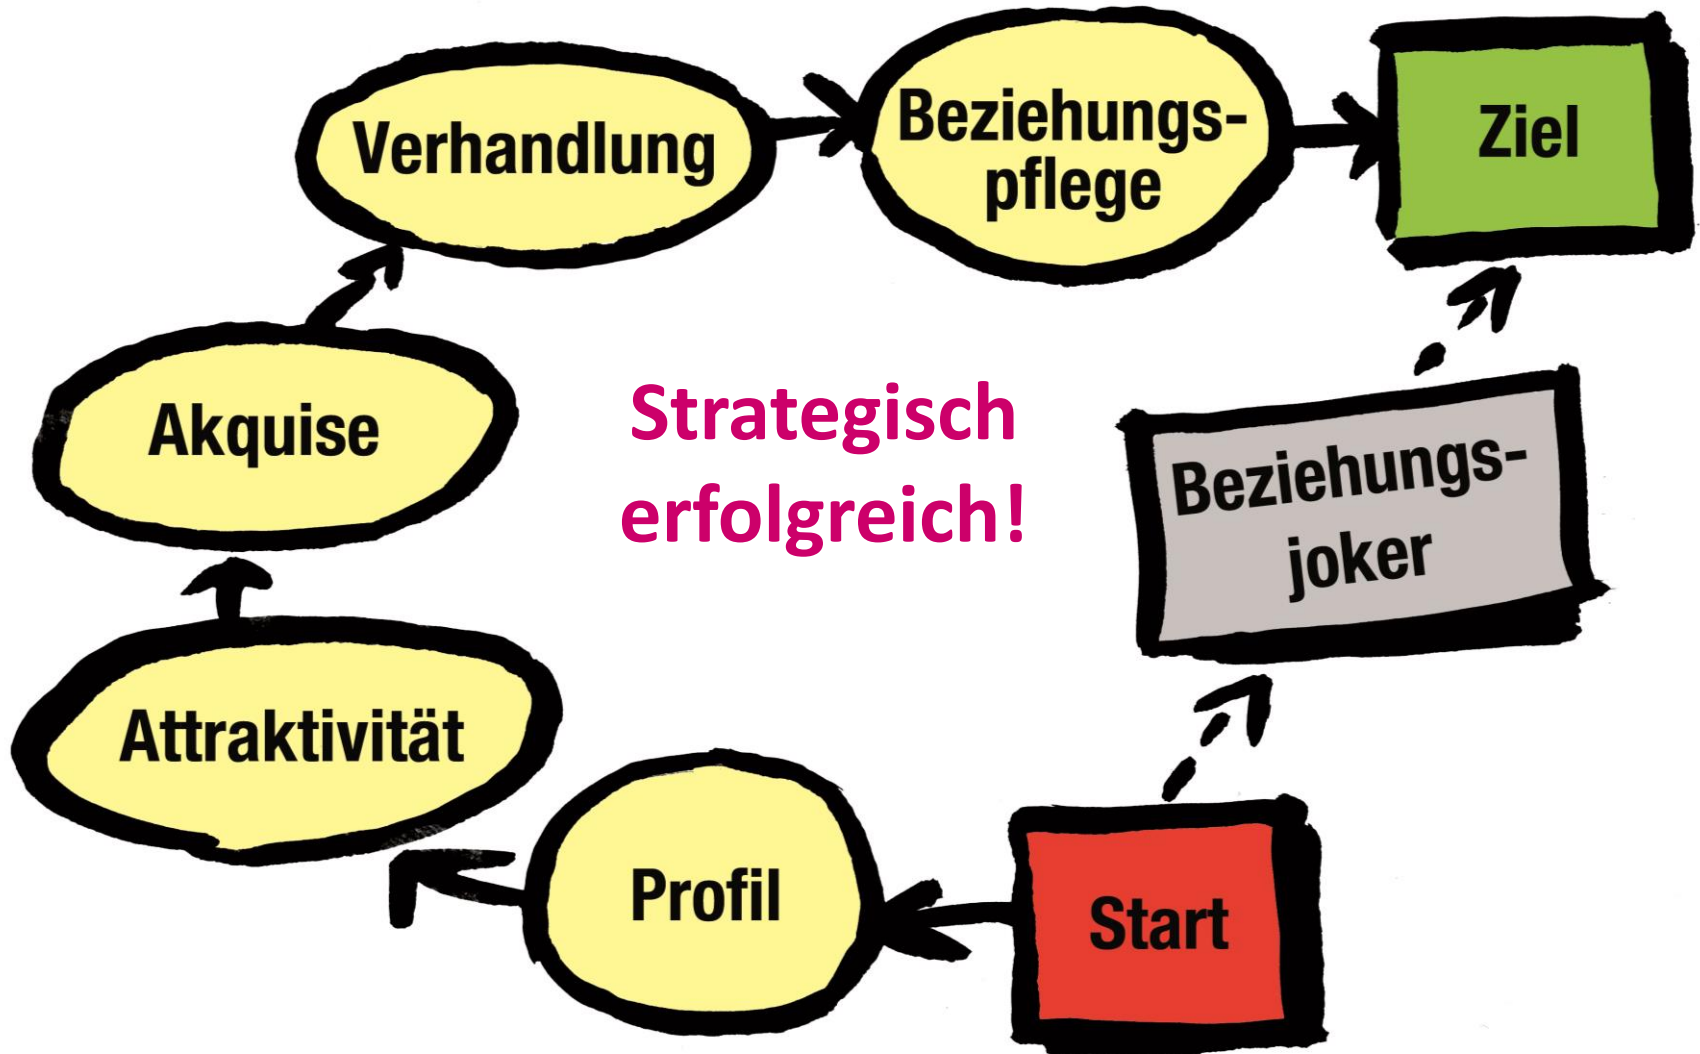 Verhandlung
Beziehungs-
pflege
Ziel
Akquise
Strategisch
erfolgreich!
Beziehungs-
joker
Attraktivität
Profil
Start